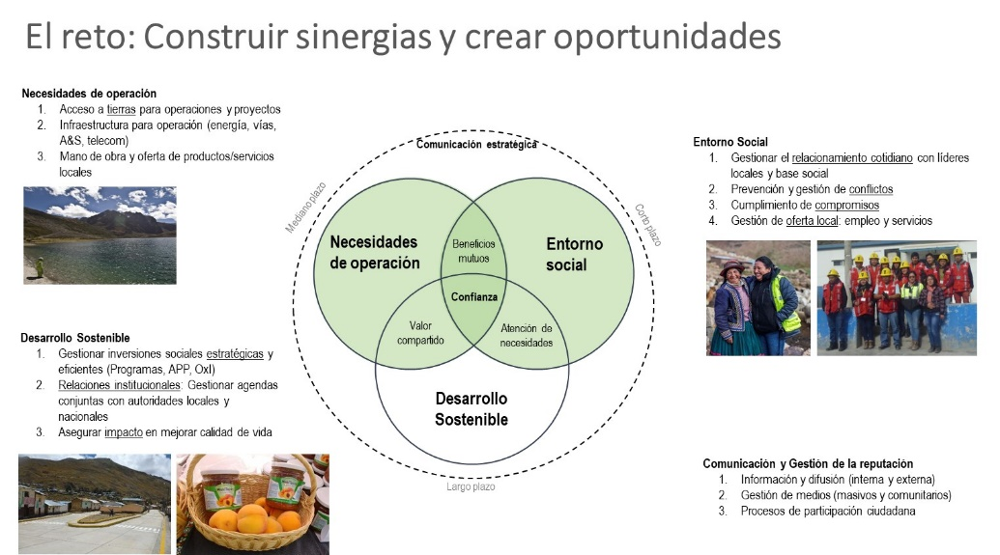 El reto: Construir sinergias y crear oportunidades
Necesidades de operación
1. Acceso a tierras para operaciones y proyectos
2. Infraestructura para operación (energía, vías,
A&S, telecom)
3. Mano de obra y oferta de productos/servicios
locales
Desarrollo Sostenible
1. Gestionar inversiones sociales estratégicas y
eficientes (Programas, APP, OxI)
2. Relaciones institucionales: Gestionar agendas
conjuntas con autoridades locales y
nacionales
3. Asegurar impacto en mejorar calidad de vida
Comunicación estratégica
Mediano plazo
Corto plazo
Necesidades
de operación
Beneficios
mutuos
Entorno
social
Confianza
Valor
compartido
Atención de
necesidades
Desarrollo
Sostenible
Largo plazo
Entorno Social
1. Gestionar el relacionamiento cotidiano con líderes
locales y base social
2. Prevención y gestión de conflictos
3. Cumplimiento de compromisos
4. Gestión de oferta local: empleo y servicios
Comunicación y Gestión de la reputación
1. Información y difusión (interna y externa)
2. Gestión de medios (masivos y comunitarios)
3. Procesos de participación ciudadana